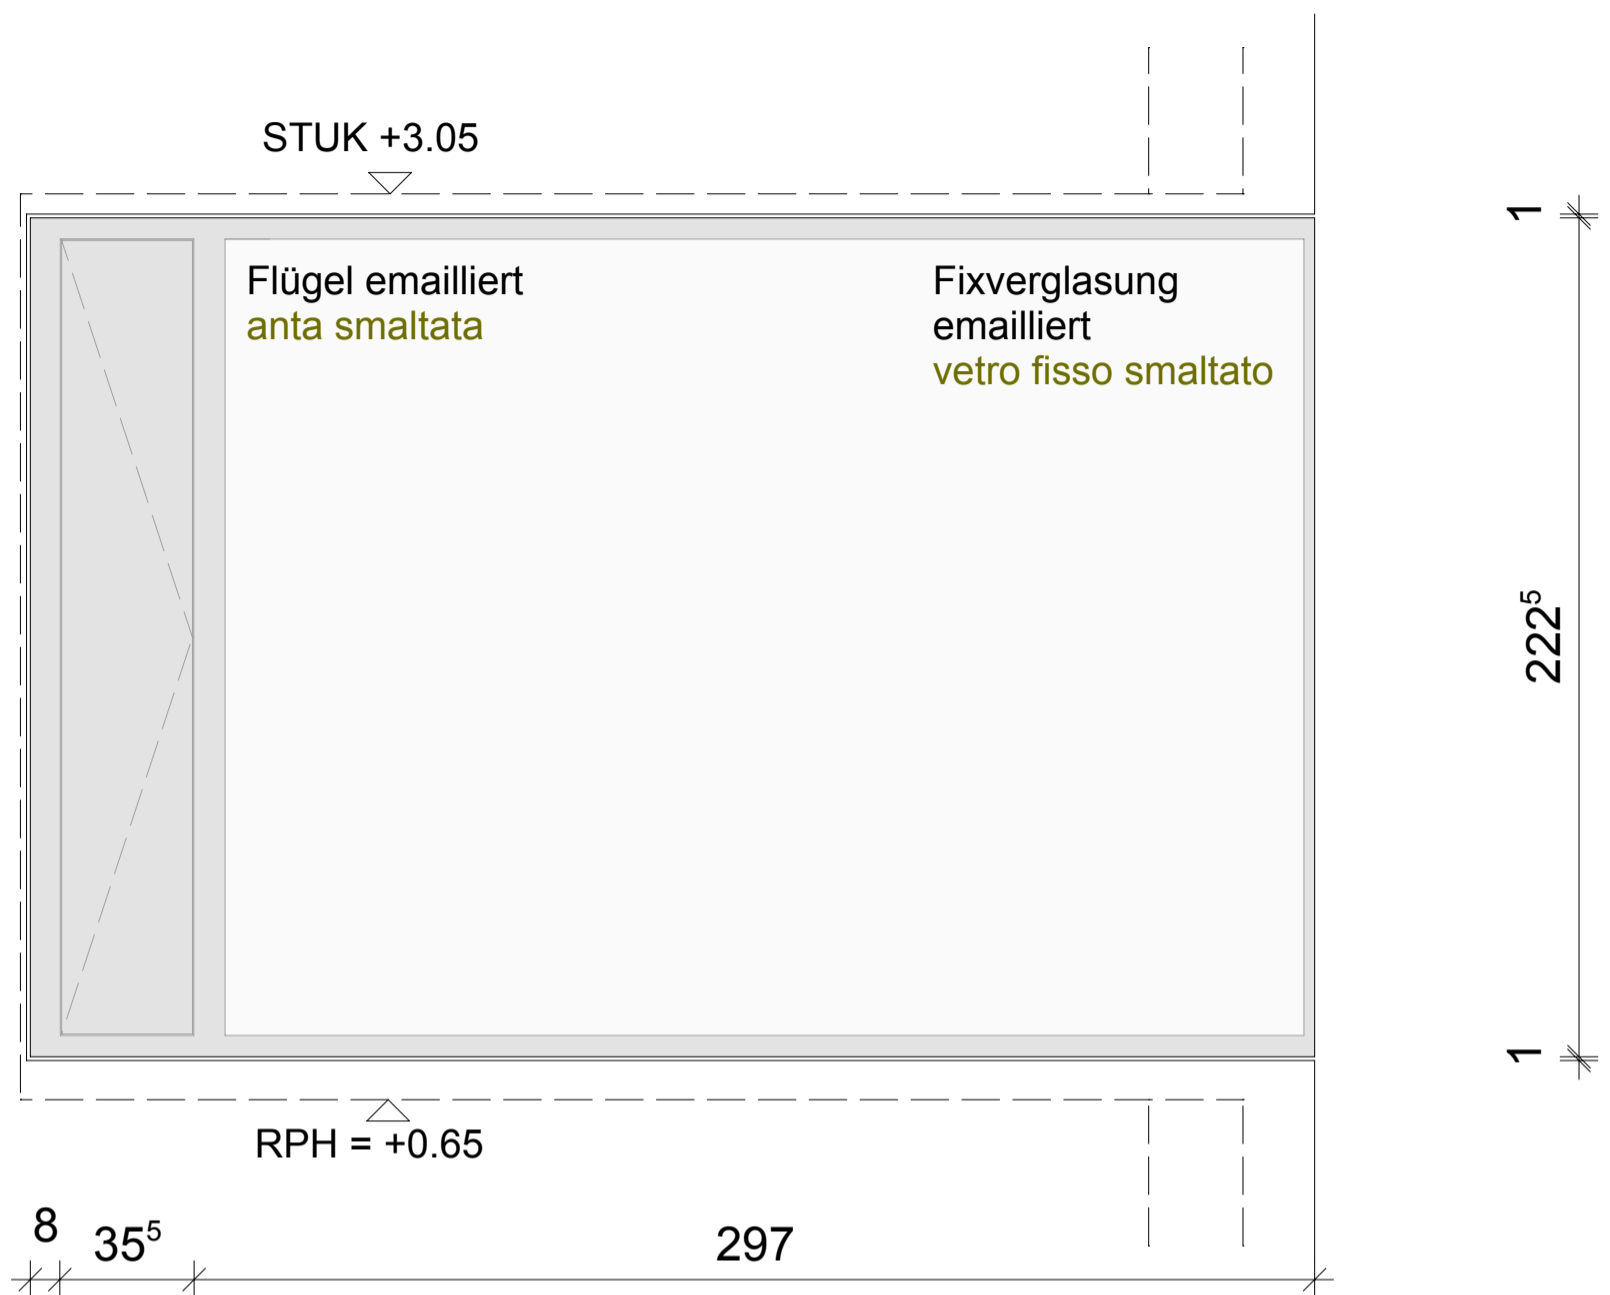 STUK +3.05
1
Flügel emailliert
anta smaltata
Fixverglasung
emailliert
vetro fisso smaltato
222⁵
1
RPH = +0.65
8
35⁵
297